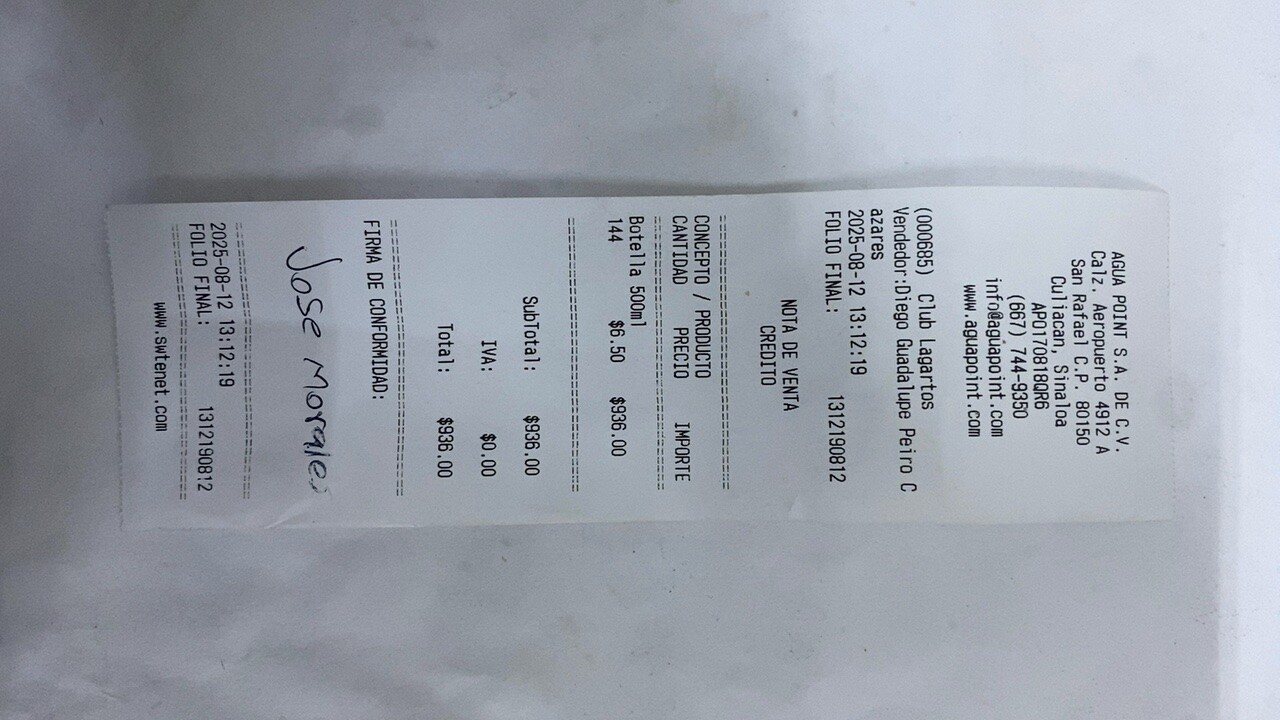 AGUA POINT S.A. DE C.V.
Calz. Aeropuerto 4912 A
San Rafael C.P. 80150
Culiacan, Sinaloa
APO170818QR6
(667) 744-9350
info@aguapoint.com
www.aguapoint.com
(000685) Club Lagartos
Vendedor:Diego Guadalupe Peiro C
azares
2025-08-12 13:12:19
FOLIO FINAL: 1312190812
NOTA DE VENTA
CREDITO
CONCEPTO / PRODUCTO
CANTIDAD PRECIO IMPORTE
Botella 500ml
144 $6.50 $936.00
SubTotal: $936.00
IVA: $0.00
Total: $936.00
FIRMA DE CONFORMIDAD:
Jose Morales
2025-08-12 13:12:19
FOLIO FINAL: 1312190812
www.swtenet.com